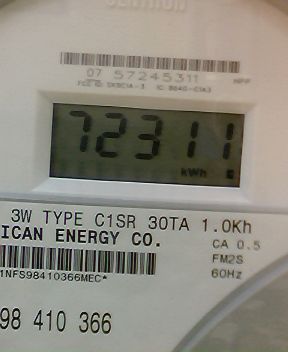 CENTRON
07 57245311
72311
kWh
3W TYPE C1SR 30TA 1.0Kh
ICAN ENERGY CO.
CA 0.5
FM2S
60Hz
1NFS98410366MEC*
98 410 366